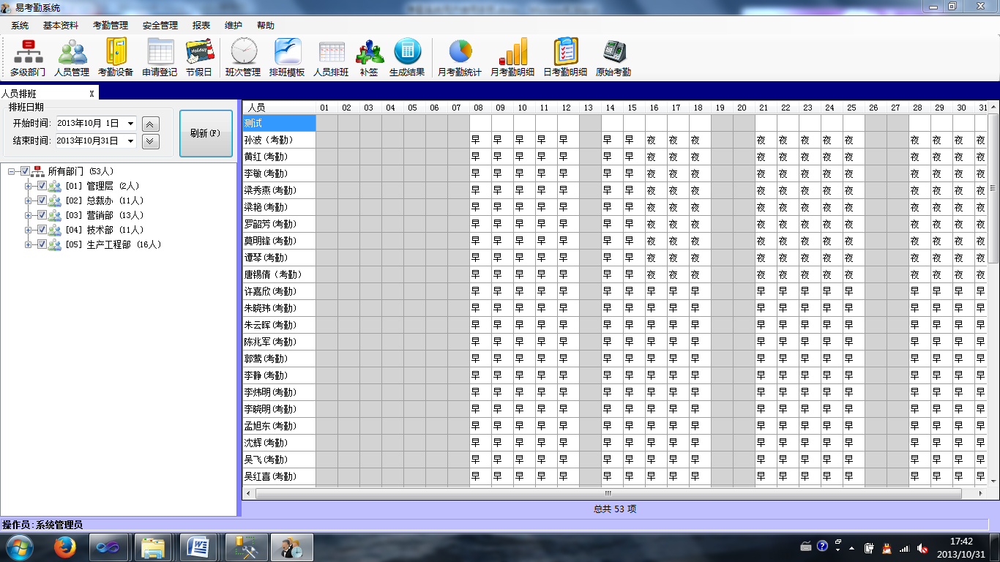 易考勤系统
系统 基本资料 考勤管理 安全管理 报表 维护 帮助
多级部门 人员管理 考勤设备 申请登记 节假日 班次管理 排班模板 人员排班 补签 生成结果 月考勤统计 月考勤明细 日考勤明细 原始考勤
Holiday
人员排班 X
排班日期
开始时间: 2013年10月 1日
结束时间: 2013年10月31日
刷新(F)
所有部门 (53人)
[01] 管理层 (2人)
[02] 总裁办 (11人)
[03] 营销部 (13人)
[04] 技术部 (11人)
[05] 生产工程部 (16人)
人员 01 02 03 04 05 06 07 08 09 10 11 12 13 14 15 16 17 18 19 20 21 22 23 24 25 26 27 28 29 30 31
测试
孙波(考勤) 早 早 早 早 早 早 早 夜 夜 夜 夜 夜 夜 夜 夜 夜 夜 夜 夜
黄红(考勤) 早 早 早 早 早 早 早 夜 夜 夜 夜 夜 夜 夜 夜 夜 夜 夜 夜
李敏(考勤) 早 早 早 早 早 早 早 夜 夜 夜 夜 夜 夜 夜 夜 夜 夜 夜 夜
梁秀燕(考勤) 早 早 早 早 早 早 早 夜 夜 夜 夜 夜 夜 夜 夜 夜 夜 夜 夜
梁艳(考勤) 早 早 早 早 早 早 早 夜 夜 夜 夜 夜 夜 夜 夜 夜 夜 夜 夜
罗韶芳(考勤) 早 早 早 早 早 早 早 夜 夜 夜 夜 夜 夜 夜 夜 夜 夜 夜 夜
莫明锋(考勤) 早 早 早 早 早 早 早 夜 夜 夜 夜 夜 夜 夜 夜 夜 夜 夜 夜
谭琴(考勤) 早 早 早 早 早 早 早 夜 夜 夜 夜 夜 夜 夜 夜 夜 夜 夜 夜
唐锡倩(考勤) 早 早 早 早 早 早 早 夜 夜 夜 夜 夜 夜 夜 夜 夜 夜 夜 夜
许嘉欣(考勤) 早 早 早 早 早 早 早 早 早 早 早 早 早 早 早 早 早 早 早
朱晓玮(考勤) 早 早 早 早 早 早 早 早 早 早 早 早 早 早 早 早 早 早 早
朱云晖(考勤) 早 早 早 早 早 早 早 早 早 早 早 早 早 早 早 早 早 早 早
陈兆军(考勤) 早 早 早 早 早 早 早 早 早 早 早 早 早 早 早 早 早 早 早
郭莺(考勤) 早 早 早 早 早 早 早 早 早 早 早 早 早 早 早 早 早 早 早
李静(考勤) 早 早 早 早 早 早 早 早 早 早 早 早 早 早 早 早 早 早 早
李炜明(考勤) 早 早 早 早 早 早 早 早 早 早 早 早 早 早 早 早 早 早 早
李晓明(考勤) 早 早 早 早 早 早 早 早 早 早 早 早 早 早 早 早 早 早 早
孟旭东(考勤) 早 早 早 早 早 早 早 早 早 早 早 早 早 早 早 早 早 早 早
沈辉(考勤) 早 早 早 早 早 早 早 早 早 早 早 早 早 早 早 早 早 早 早
吴飞(考勤) 早 早 早 早 早 早 早 早 早 早 早 早 早 早 早 早 早 早 早
吴红喜(考勤) 早 早 早 早 早 早 早 早 早 早 早 早 早 早 早 早 早 早 早
总共 53 项
操作员:系统管理员
17:42
2013/10/31